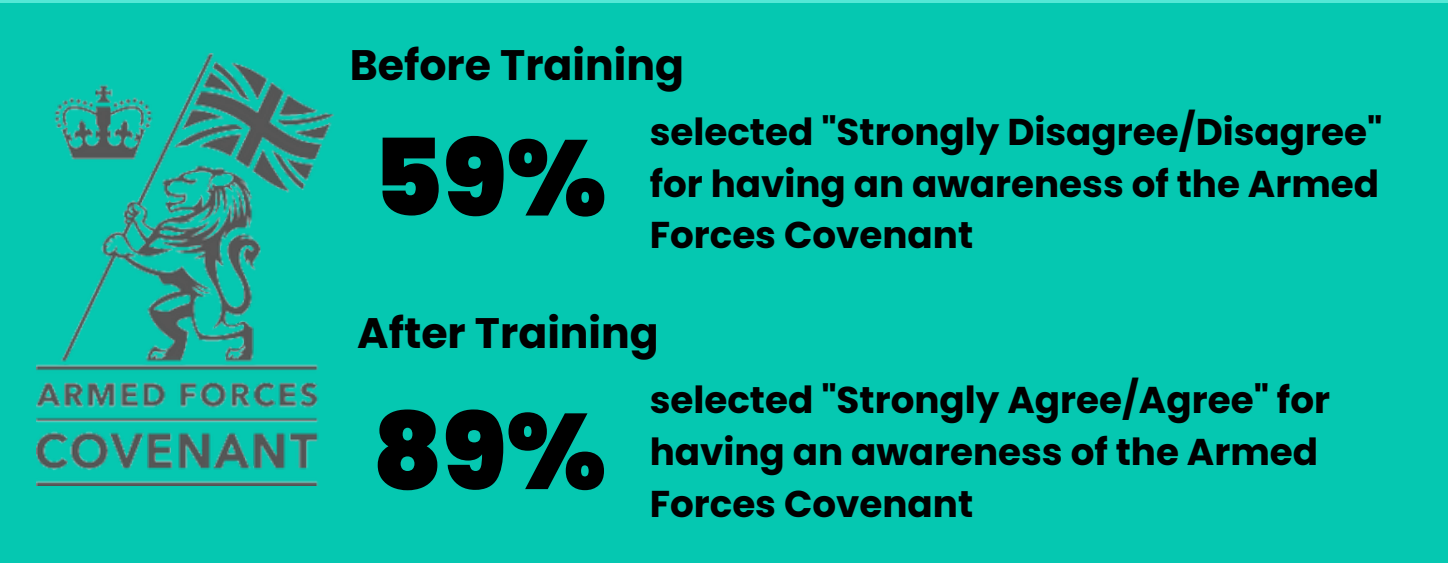 ARMED FORCES
COVENANT
Before Training
59%
selected "Strongly Disagree/Disagree"
for having an awareness of the Armed
Forces Covenant
After Training
89%
selected "Strongly Agree/Agree" for
having an awareness of the Armed
Forces Covenant